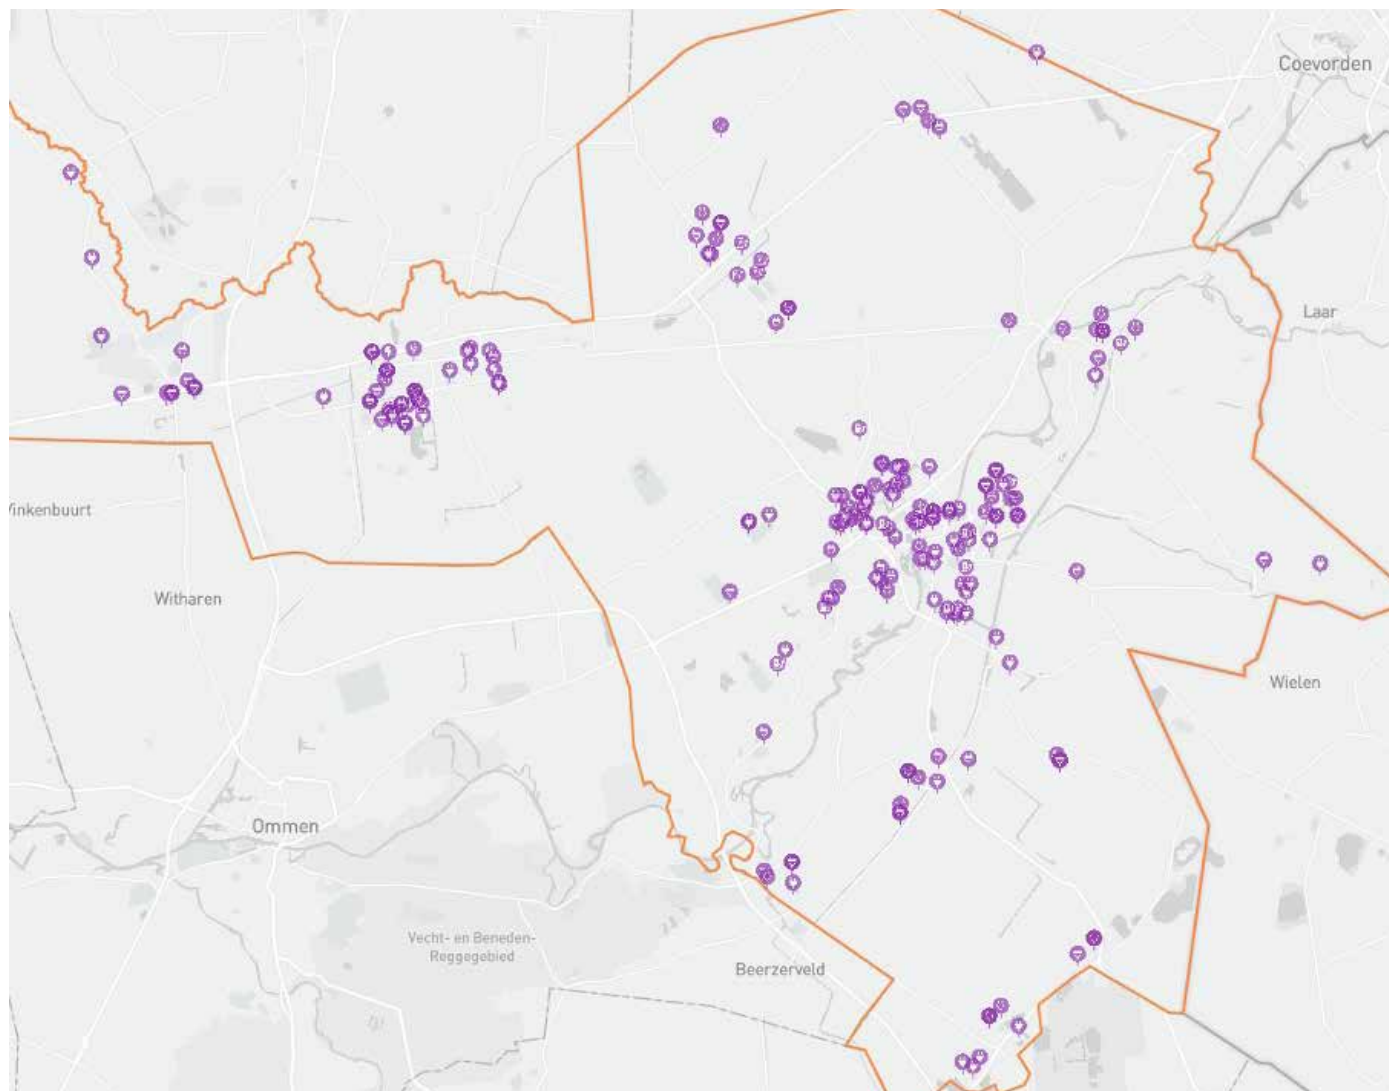 Coevorden
Laar
Vinkenbuurt
Witharen
Wielen
Ommen
Vecht- en Beneden-
Reggegebied
Beerzerveld